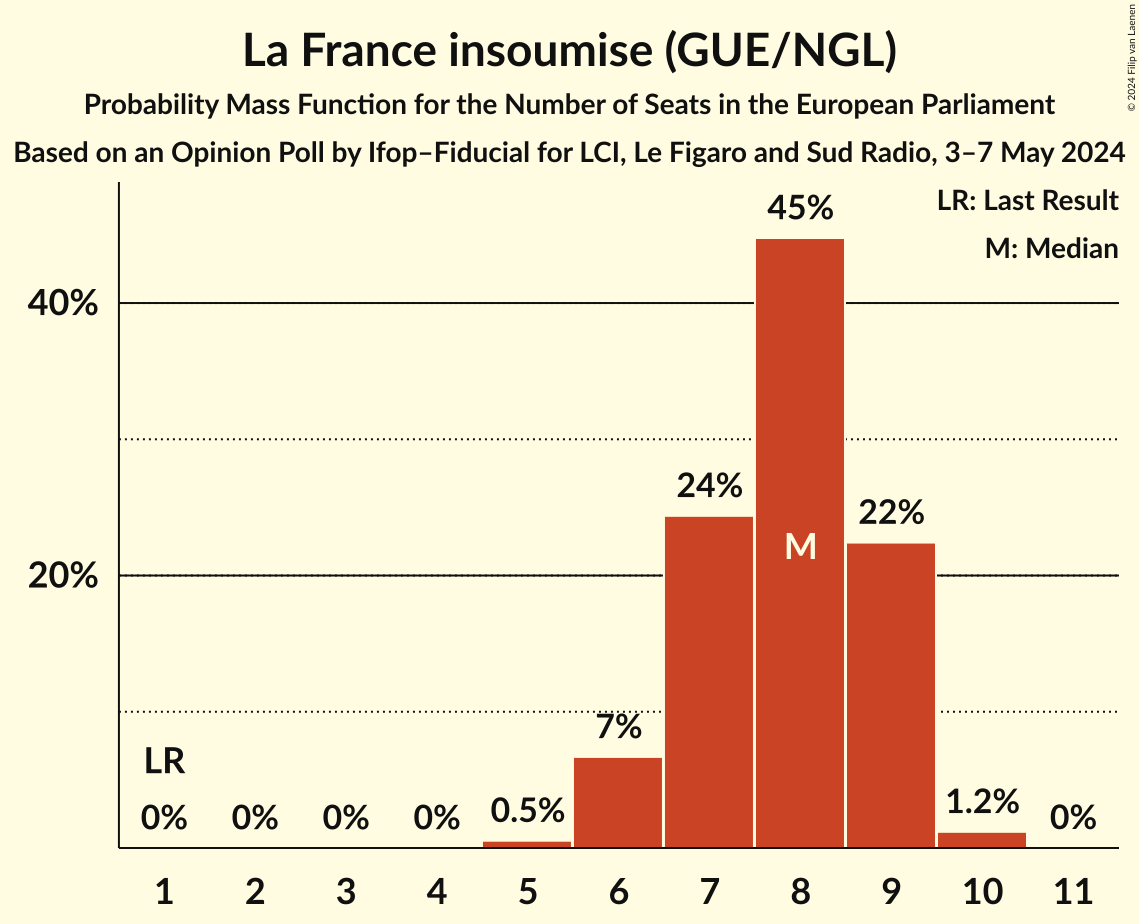 La France insoumise (GUE/NGL)
Probability Mass Function for the Number of Seats in the European Parliament
Based on an Opinion Poll by Ifop–Fiducial for LCI, Le Figaro and Sud Radio, 3–7 May 2024
© 2024 Filip van Laenen
LR: Last Result
M: Median
45%
40%
24%
22%
M
20%
7%
LR
0%
0%
0%
0%
0.5%
1.2%
0%
1 2 3 4 5 6 7 8 9 10 11